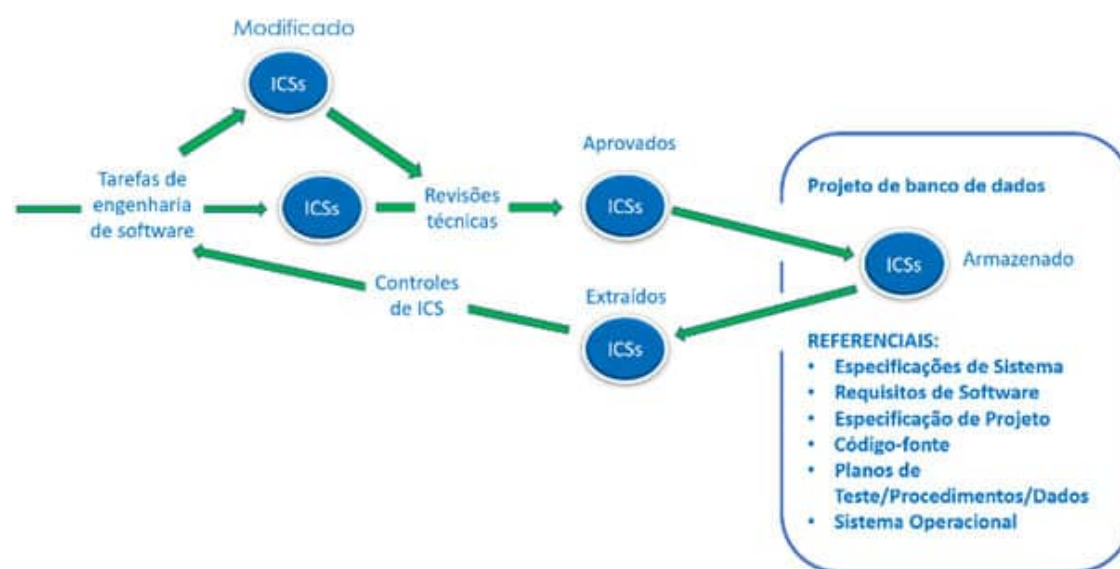 Modificado
ICSs
Tarefas de
engenharia
de software
ICSs
Revisões
técnicas
Aprovados
ICSs
Controles
de ICS
Extraídos
ICSs
Projeto de banco de dados
ICSs
Armazenado
REFERENCIAIS:
• Especificações de Sistema
• Requisitos de Software
• Especificação de Projeto
• Código-fonte
• Planos de
Teste/Procedimentos/Dados
• Sistema Operacional